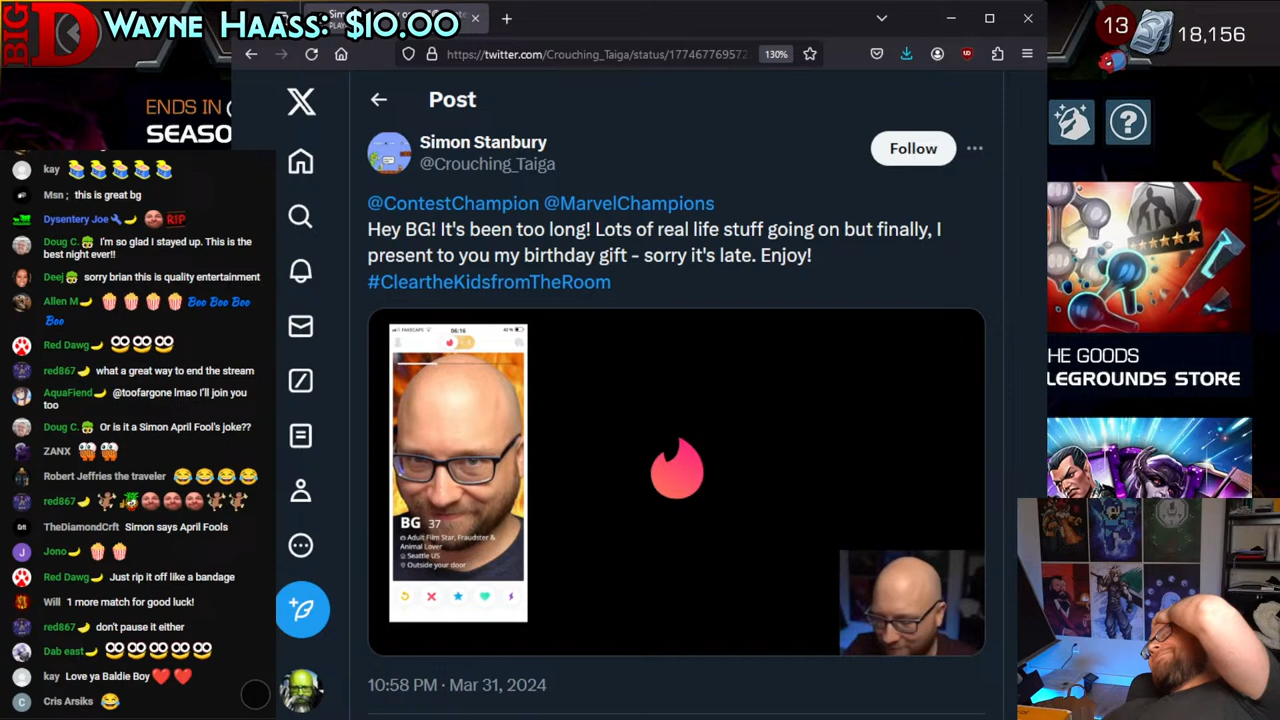 BIG
D
WAYNE HAASS: $10.00
https://twitter.com/Crouching_Taiga/status/177467769572
130%
13
18,156
ENDS IN
SEASO
Post
Simon Stanbury
@Crouching_Taiga
Follow
@ContestChampion @MarvelChampions
Hey BG! It's been too long! Lots of real life stuff going on but finally, I
present to you my birthday gift - sorry it's late. Enjoy!
#CleartheKidsfromTheRoom
06:16
42 %
BG 37
Adult Film Star, Fraudster &
Animal Lover
Seattle US
Outside your door
10:58 PM · Mar 31, 2024
kay
Msn ; this is great bg
Dysentery Joe RIP
Doug C. I'm so glad I stayed up. This is the
best night ever!!
Deej sorry brian this is quality entertainment
Allen M Boo Boo Boo
Boo
Red Dawg
red867 what a great way to end the stream
AquaFiend @toofargone lmao I'll join you
too
Doug C. Or is it a Simon April Fool's joke??
ZANX
Robert Jeffries the traveler
red867
TheDiamondCrft Simon says April Fools
Jono
Red Dawg Just rip it off like a bandage
Will 1 more match for good luck!
red867 don't pause it either
Dab east
kay Love ya Baldie Boy
Cris Arsiks
HE GOODS
LEGROUNDS STORE